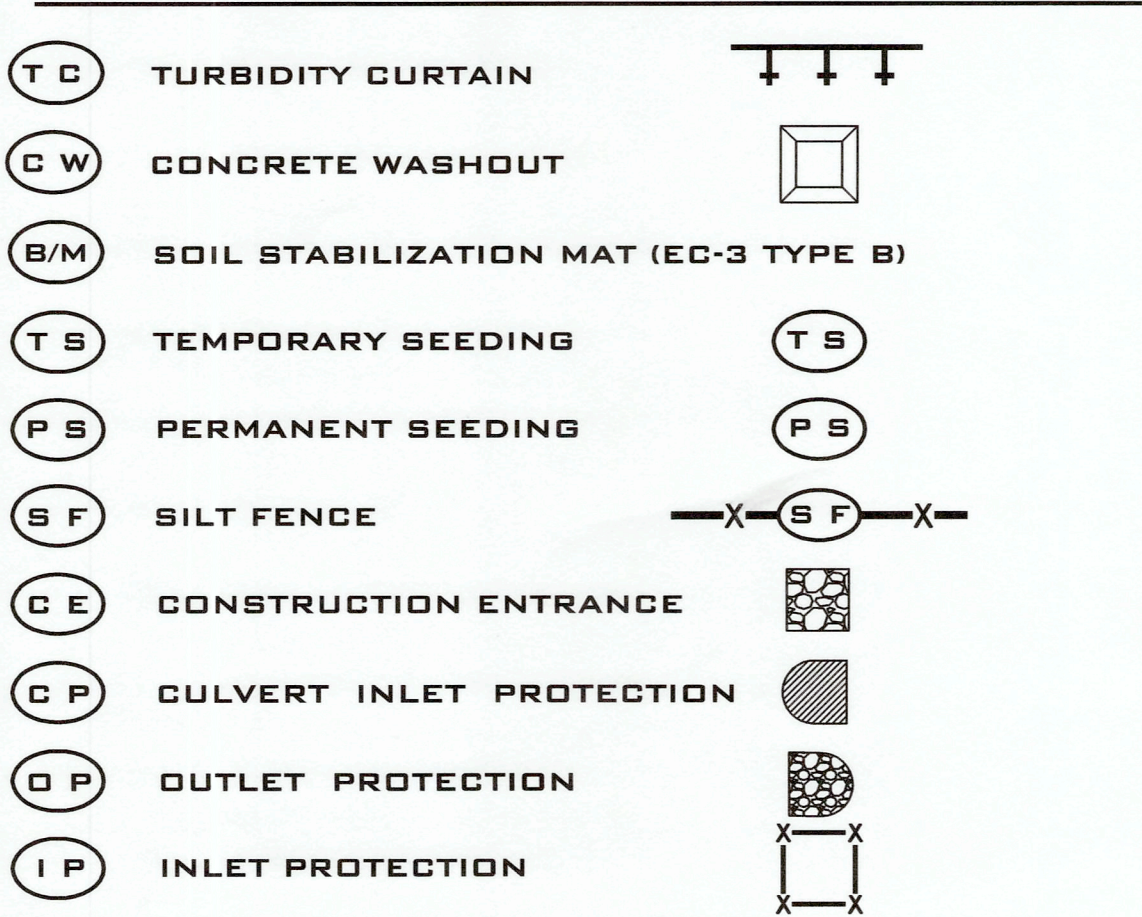 T C TURBIDITY CURTAIN
C W CONCRETE WASHOUT
B/M SOIL STABILIZATION MAT (EC-3 TYPE B)
T S TEMPORARY SEEDING T S
P S PERMANENT SEEDING P S
S F SILT FENCE X S F X
C E CONSTRUCTION ENTRANCE
C P CULVERT INLET PROTECTION
O P OUTLET PROTECTION
X X
I P INLET PROTECTION
X X